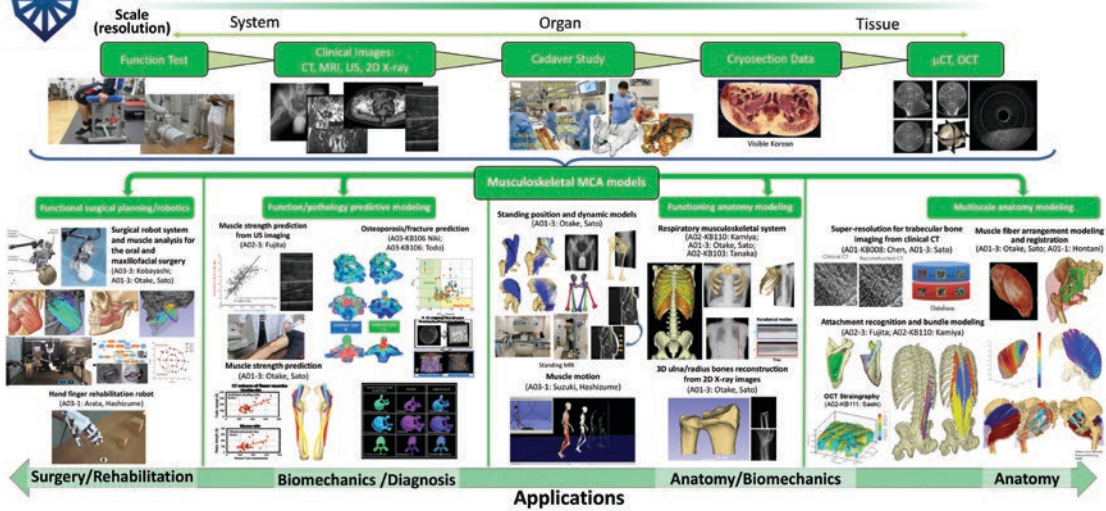 Scale
(resolution)
System
Organ
Tissue
Function Test
Clinical Images:
CT, MRI, US, 2D X-ray
Cadaver Study
Cryosection Data
μCT, OCT
Visible Korean
Musculoskeletal MCA models
Functional surgical planning/robotics
Function/pathology predictive modeling
Functioning anatomy modeling
Multiscale anatomy modeling
Surgical robot system
and muscle analysis for
the oral and
maxillofacial surgery
(A03-3: Kobayashi;
A01-3: Otake, Sato)
Hand finger rehabilitation robot
(A03-1: Arata, Hashizume)
Muscle strength prediction
from US imaging
(A02-3: Fujita)
Muscle strength prediction
(A01-3: Otake, Sato)
Osteoporosis/fracture prediction
(A03-KB106 Niki;
A03-KB106: Todo)
Standing position and dynamic models
(A01-3: Otake, Sato)
Standing MR
Muscle motion
(A03-1: Suzuki, Hashizume)
Respiratory musculoskeletal system
(A02-KB110: Kamiya;
A01-3: Otake, Sato;
A02-KB103: Tanaka)
3D ulna/radius bones reconstruction
from 2D X-ray images
(A01-3: Otake, Sato)
Super-resolution for trabecular bone
imaging from clinical CT
(A01-KB008: Chen, A01-3: Otake, Sato)
Clinical CT
Reconstructed CT
Database
Attachment recognition and bundle modeling
(A02-3: Fujita; A02-KB110: Kamiya)
OCT Straingraphy
(A02-KB111: Saeki)
Muscle fiber arrangement modeling
and registration
(A01-3: Otake, Sato; A01-1: Hontani)
Surgery/Rehabilitation
Biomechanics /Diagnosis
Anatomy/Biomechanics
Anatomy
Applications